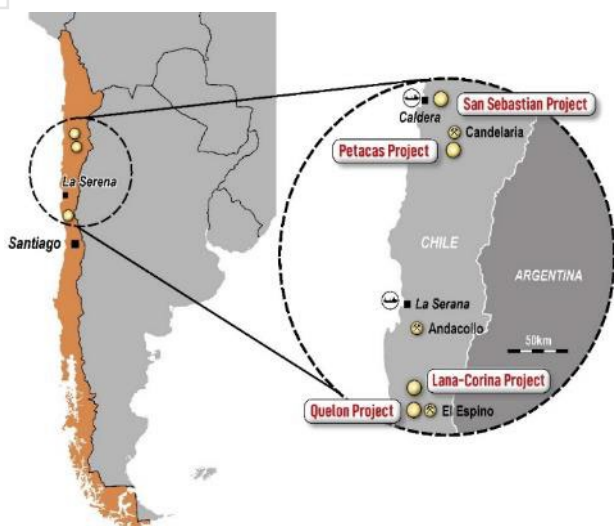 La Serena
Santiago
San Sebastian Project
Caldera
Candelaria
Petacas Project
CHILE
ARGENTINA
La Serana
Andacollo
50km
Lana-Corina Project
Quelon Project
El Espino